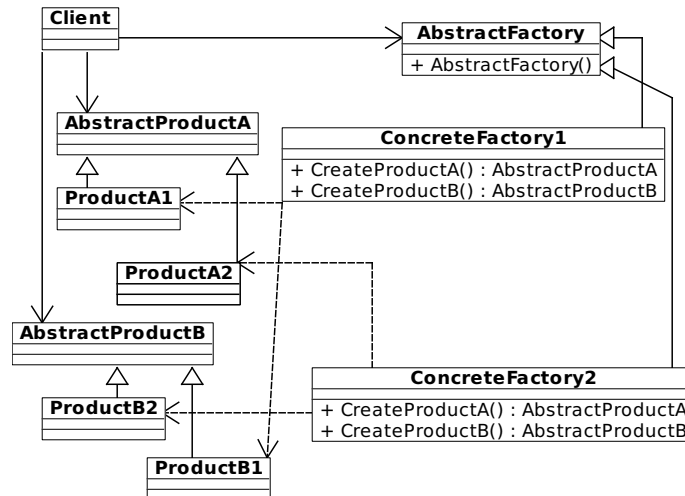 Client
AbstractFactory
+ AbstractFactory()
AbstractProductA
ConcreteFactory1
+ CreateProductA() : AbstractProductA
+ CreateProductB() : AbstractProductB
ProductA1
ProductA2
AbstractProductB
ConcreteFactory2
+ CreateProductA() : AbstractProductA
+ CreateProductB() : AbstractProductB
ProductB2
ProductB1